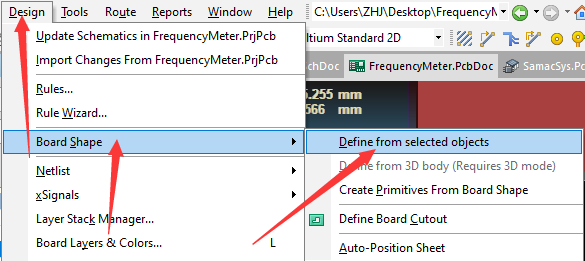 Design Tools Route Reports Window Help C:\Users\ZHJ\Desktop\FrequencyM
Update Schematics in FrequencyMeter.PrjPcb
ltium Standard 2D
Import Changes From FrequencyMeter.PrjPcb
chDoc FrequencyMeter.PcbDoc SamacSys.Pc
Rules...
.255 mm
Rule Wizard...
566 mm
Board Shape
Define from selected objects
Define from 3D body (Requires 3D mode)
Netlist
xSignals
Create Primitives From Board Shape
Layer Stack Manager...
Define Board Cutout
Board Layers & Colors... L
Auto-Position Sheet